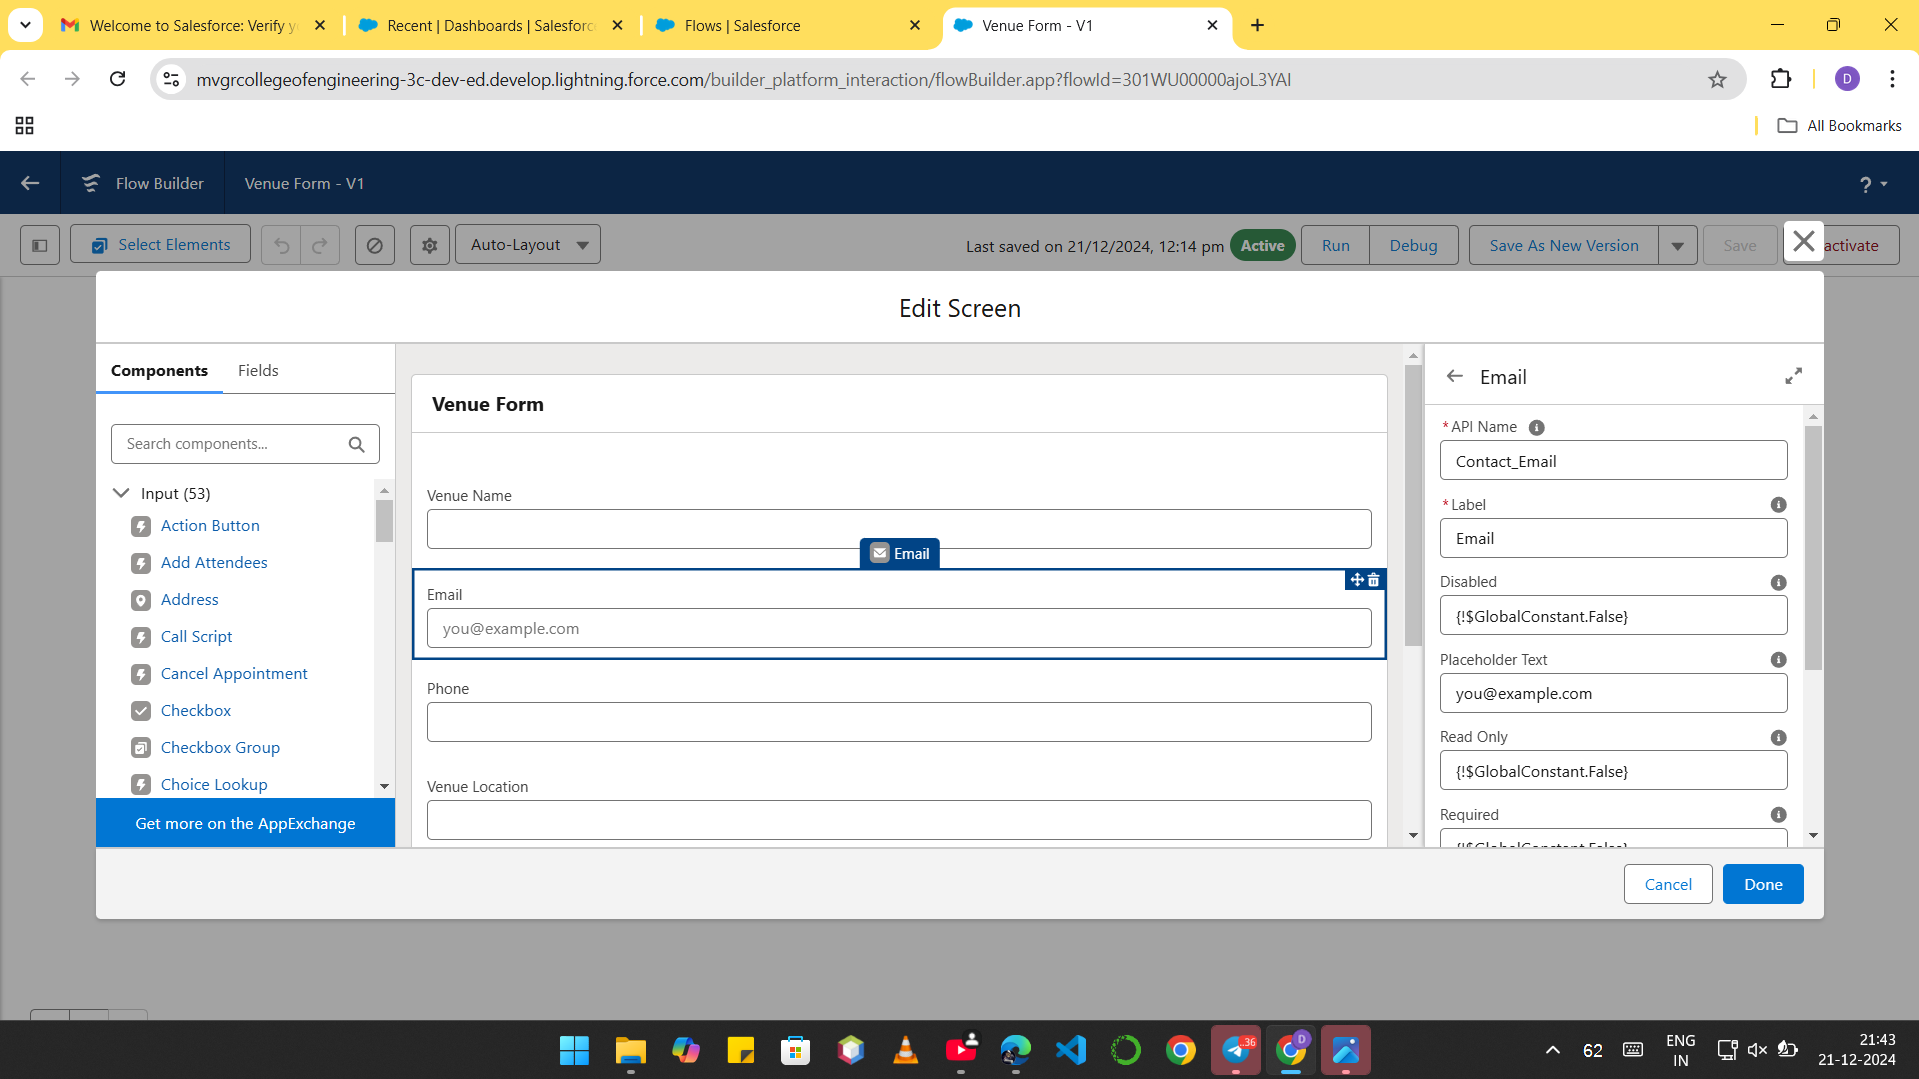 Welcome to Salesforce: Verify y
Recent | Dashboards | Salesforc
Flows | Salesforce
Venue Form - V1
mvgrcollegeofengineering-3c-dev-ed.develop.lightning.force.com/builder_platform_interaction/flowBuilder.app?flowId=301WU00000ajoL3YAI
D
All Bookmarks
Flow Builder
Venue Form - V1
?
Select Elements
Auto-Layout
Last saved on 21/12/2024, 12:14 pm
Active
Run
Debug
Save As New Version
Save
activate
Edit Screen
Components
Fields
Search components...
Input (53)
Action Button
Add Attendees
Address
Call Script
Cancel Appointment
Checkbox
Checkbox Group
Choice Lookup
Get more on the AppExchange
Venue Form
Venue Name
Email
Email
you@example.com
Phone
Venue Location
Email
*API Name
Contact_Email
*Label
Email
Disabled
{!$GlobalConstant.False}
Placeholder Text
you@example.com
Read Only
{!$GlobalConstant.False}
Required
{!$GlobalConstant.False}
Cancel
Done
36
D
62
ENG
IN
21:43
21-12-2024